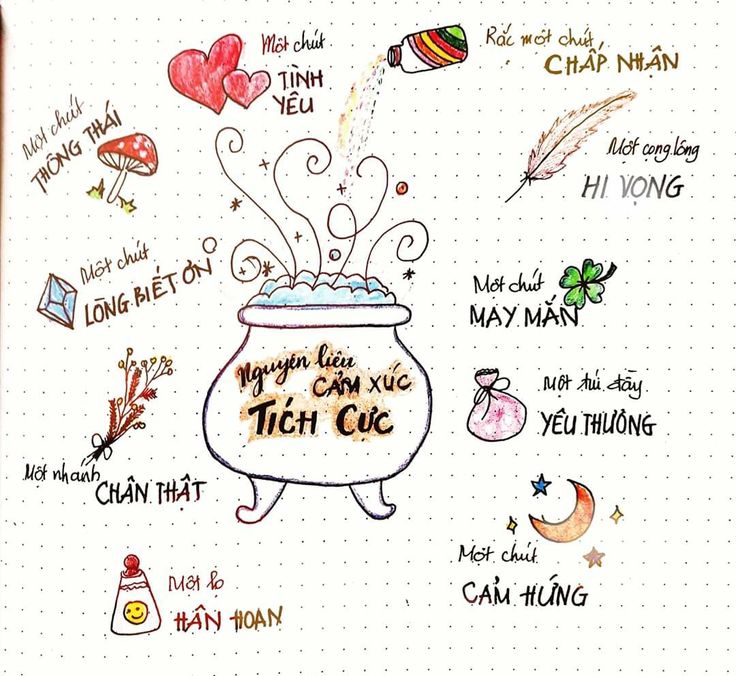 Một chút
TÌNH
YÊU
Rắc một chút
CHẤP NHẬN
Một chút
THÔNG THÁI
Một cọng lông
HI VỌNG
Một chút
LÒNG BIẾT ƠN
Một chút
MAY MẮN
Nguyên liệu
CẢM XÚC
TÍCH CỰC
Một túi đầy
YÊU THƯƠNG
Một nhánh
CHÂN THẬT
Một chút
CẢM HỨNG
Một lọ
HÂN HOAN